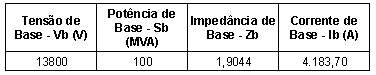 Tensão de Base - Vb (V)
Potência de Base - Sb (MVA)
Impedância de Base - Zb
Corrente de Base - Ib (A)
13800
100
1,9044
4.183,70